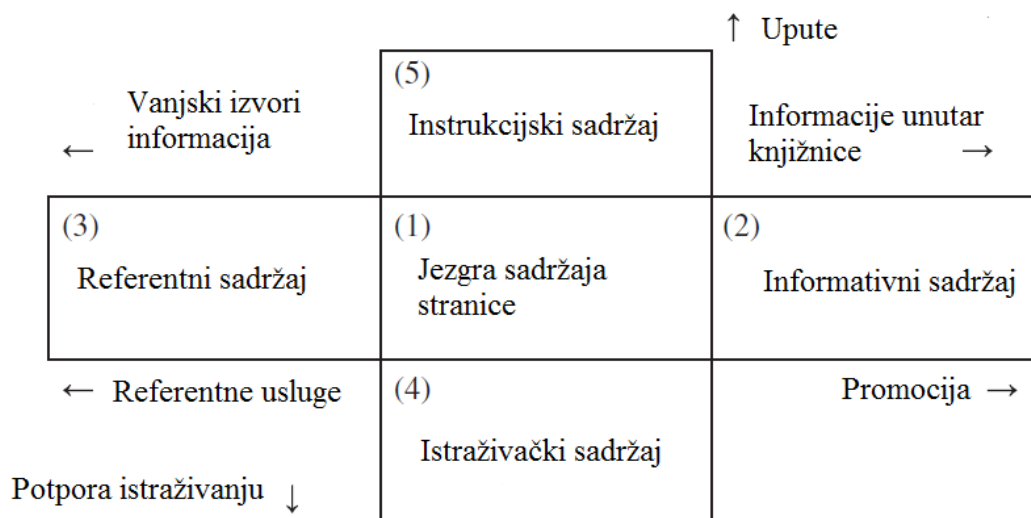 ↑ Upute
(5)
Instrukcijski sadržaj
Vanjski izvori
informacija
←
Informacije unutar
knjižnice →
(3)
Referentni sadržaj
(1)
Jezgra sadržaja
stranice
(2)
Informativni sadržaj
← Referentne usluge
(4)
Istraživački sadržaj
Promocija →
Potpora istraživanju ↓